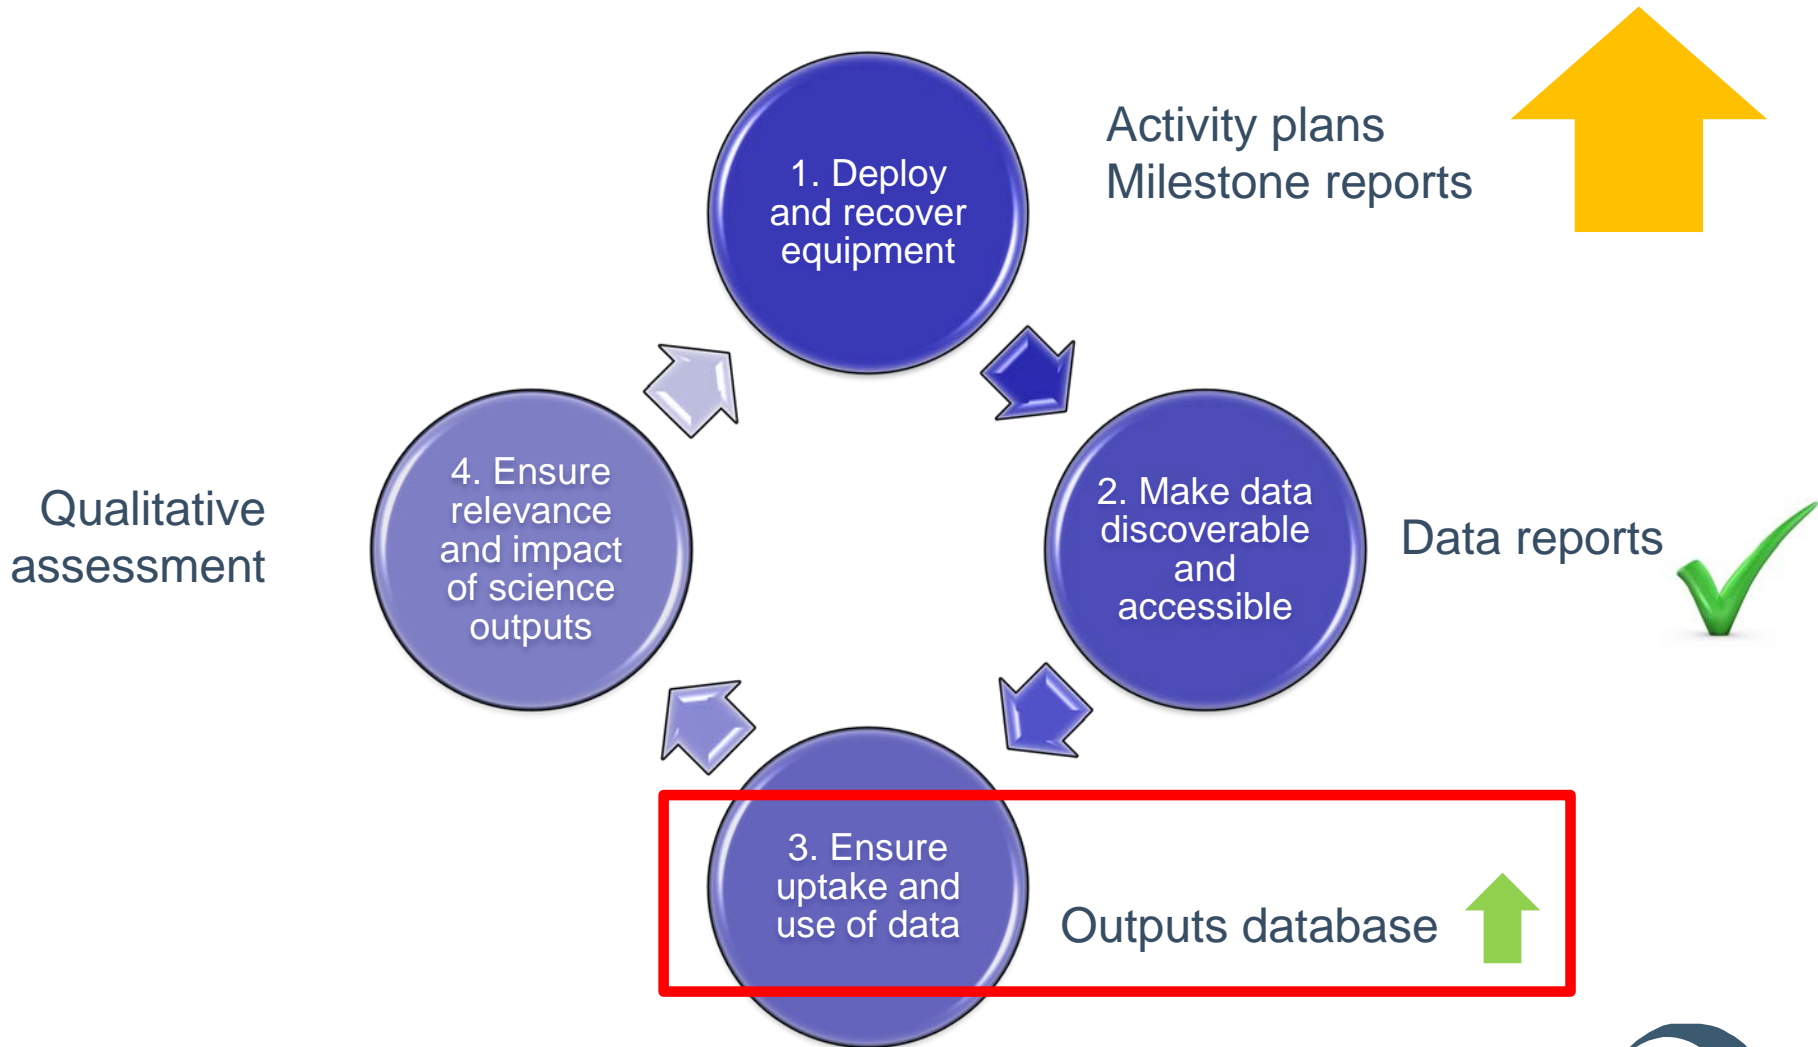 1. Deploy
and recover
equipment
Activity plans
Milestone reports
2. Make data
discoverable
and
accessible
Data reports
3. Ensure
uptake and
use of data
Outputs database
4. Ensure
relevance
and impact
of science
outputs
Qualitative
assessment